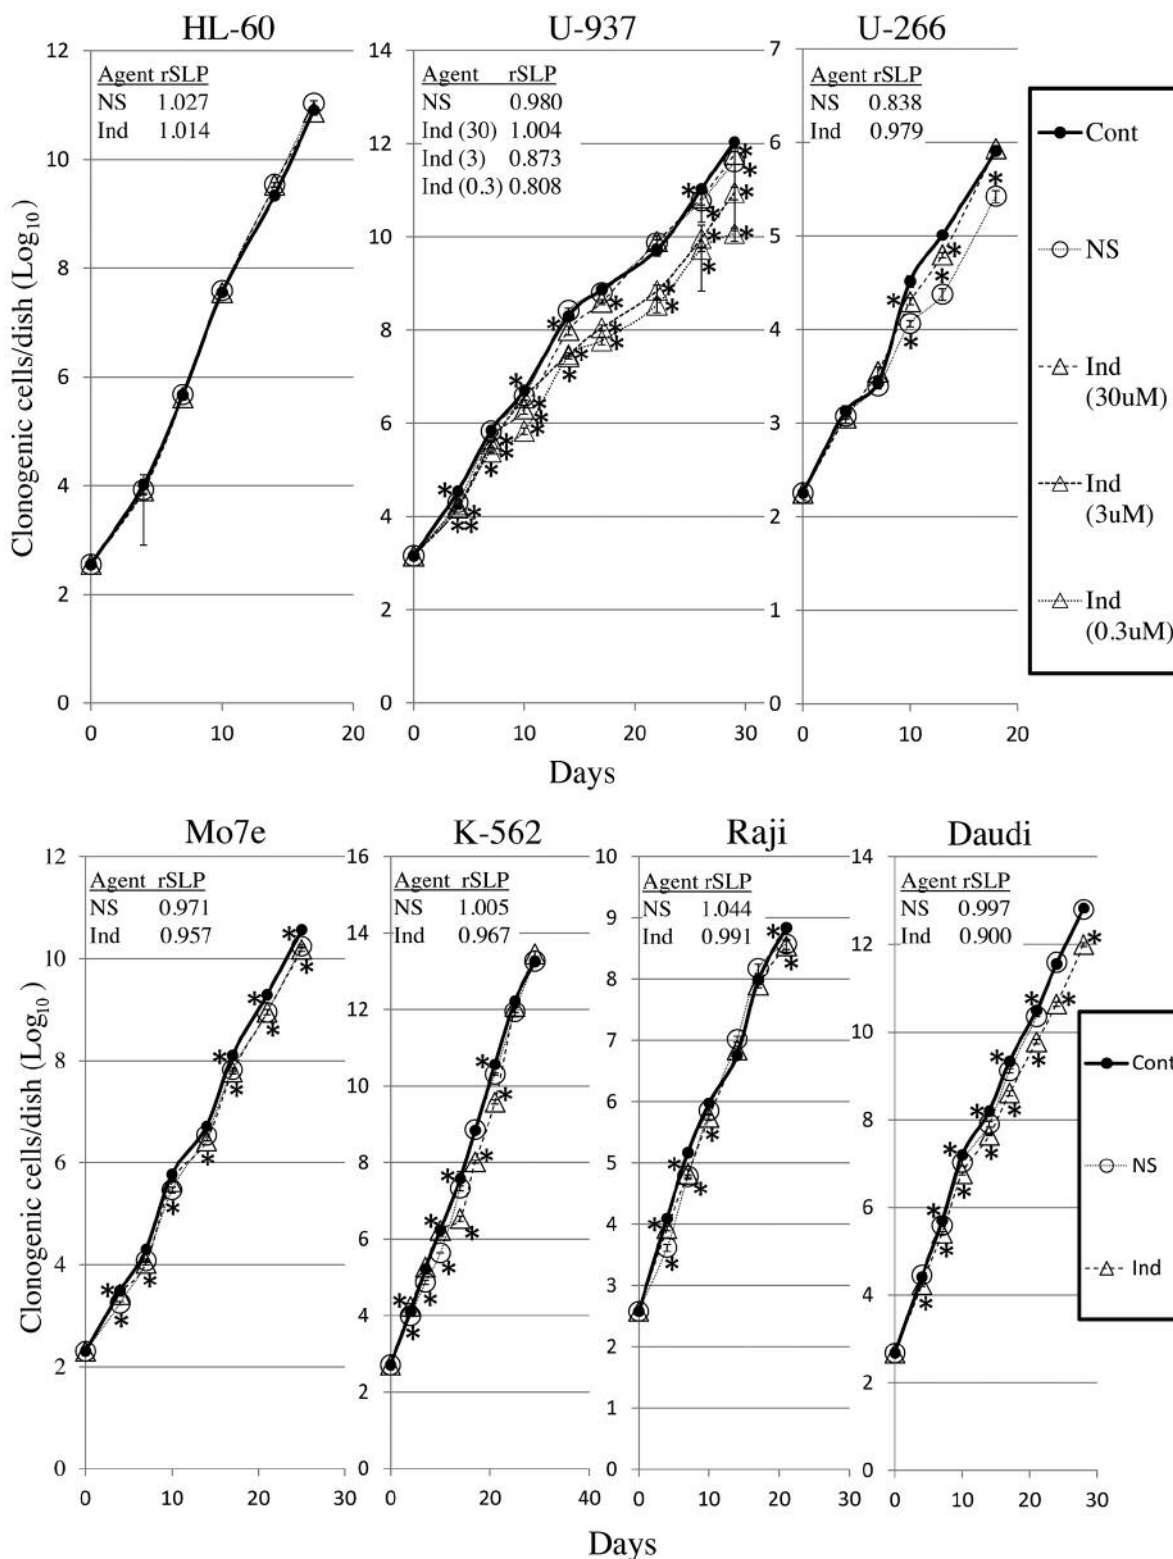 HL-60
U-937
U-266
Clonogenic cells/dish (Log10)
12
10
8
6
4
2
0
Agent rSLP
NS 1.027
Ind 1.014
0 10 20
14
12
10
8
6
4
2
0
Agent rSLP
NS 0.980
Ind (30) 1.004
Ind (3) 0.873
Ind (0.3) 0.808
0 10 20 30
7
6
5
4
3
2
1
0
Agent rSLP
NS 0.838
Ind 0.979
0 10 20
Cont
NS
Ind
(30uM)
Ind
(3uM)
Ind
(0.3uM)
Days
Mo7e
K-562
Raji
Daudi
Clonogenic cells/dish (Log10)
12
10
8
6
4
2
0
Agent rSLP
NS 0.971
Ind 0.957
0 10 20 30
16
14
12
10
8
6
4
2
0
Agent rSLP
NS 1.005
Ind 0.967
0 20 40
10
9
8
7
6
5
4
3
2
1
0
Agent rSLP
NS 1.044
Ind 0.991
0 10 20 30
14
12
10
8
6
4
2
0
Agent rSLP
NS 0.997
Ind 0.900
0 10 20 30
Cont
NS
Ind
Days